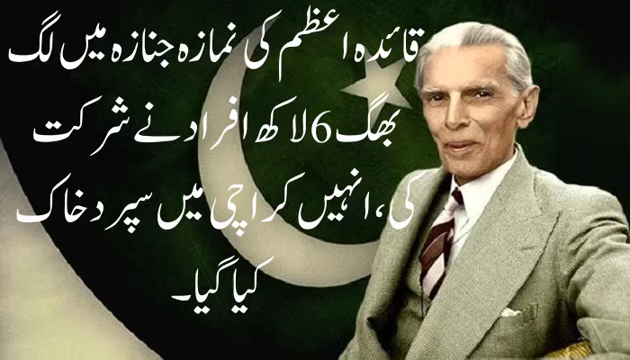 قائدہ اعظم کی نمازہ جنازہ میں لگ
بھگ 6 لاکھ افراد نے شرکت
کی، انہیں کراچی میں سپرد خاک
کیا گیا۔